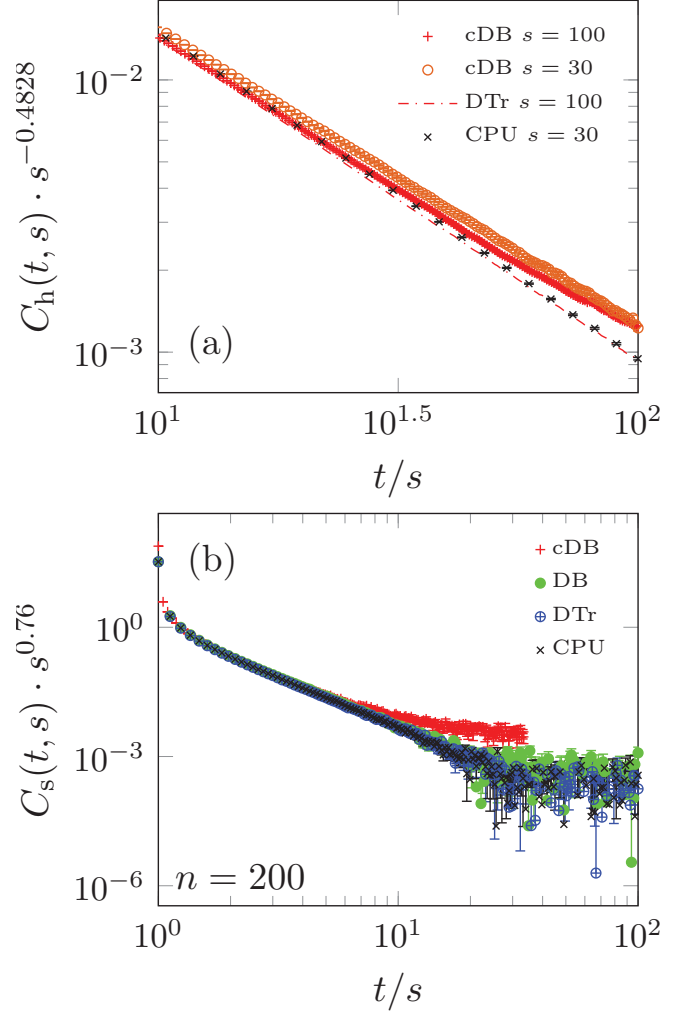 C_h(t, s) · s^{−0.4828}
10^{−2}
10^{−3}
cDB s = 100
cDB s = 30
DTr s = 100
CPU s = 30
(a)
10^1 10^{1.5} 10^2
t/s
C_s(t, s) · s^{0.76}
10^0
10^{−3}
10^{−6}
(b)
cDB
DB
DTr
CPU
n = 200
10^0 10^1 10^2
t/s